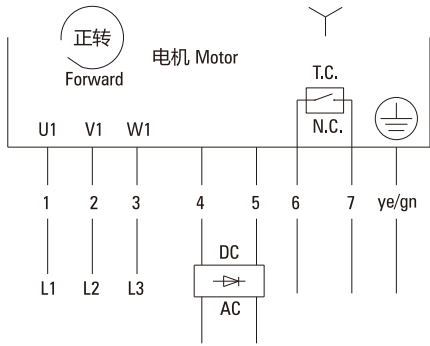 正转
Forward
电机 Motor
T.C.
N.C.
U1 V1 W1
1 2 3 4 5 6 7 ye/gn
DC
L1 L2 L3
AC